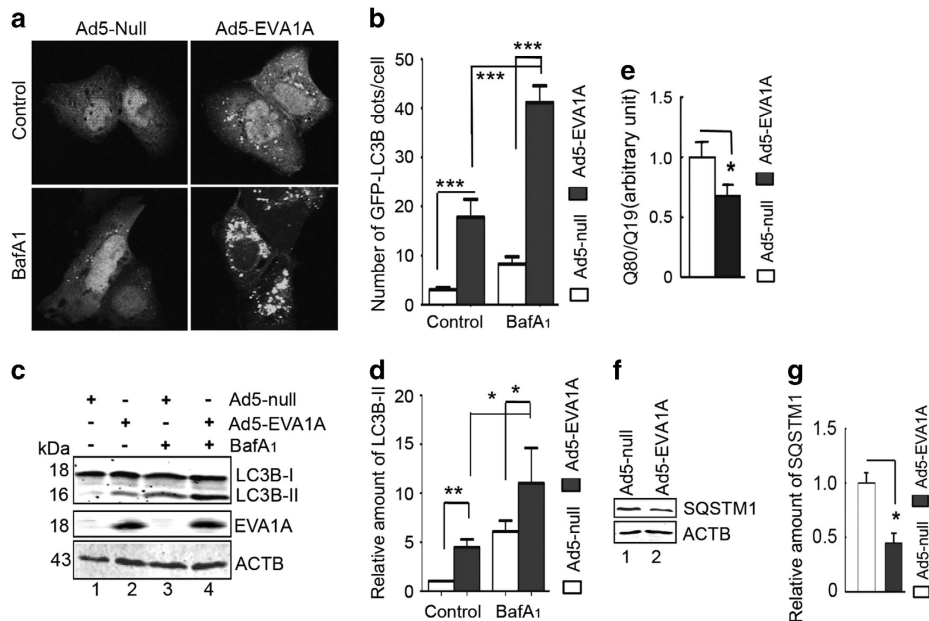 a
Ad5-Null
Ad5-EVA1A
Control
BafA1
b
Number of GFP-LC3B dots/cell
50
40
30
20
10
0
***
***
***
Control
BafA1
Ad5-null
Ad5-EVA1A
e
Q80/Q19(arbitrary unit)
1.5
1.0
0.5
0
*
Ad5-null
Ad5-EVA1A
c
+ - + - Ad5-null
- + - + Ad5-EVA1A
- - + + BafA1
kDa
18 LC3B-I
16 LC3B-II
18 EVA1A
43 ACTB
1 2 3 4
d
Relative amount of LC3B-II
20
15
10
5
0
**
*
*
Control
BafA1
Ad5-null
Ad5-EVA1A
f
Ad5-null
Ad5-EVA1A
SQSTM1
ACTB
1 2
g
Relative amount of SQSTM1
1.5
1.0
0.5
0
*
Ad5-null
Ad5-EVA1A